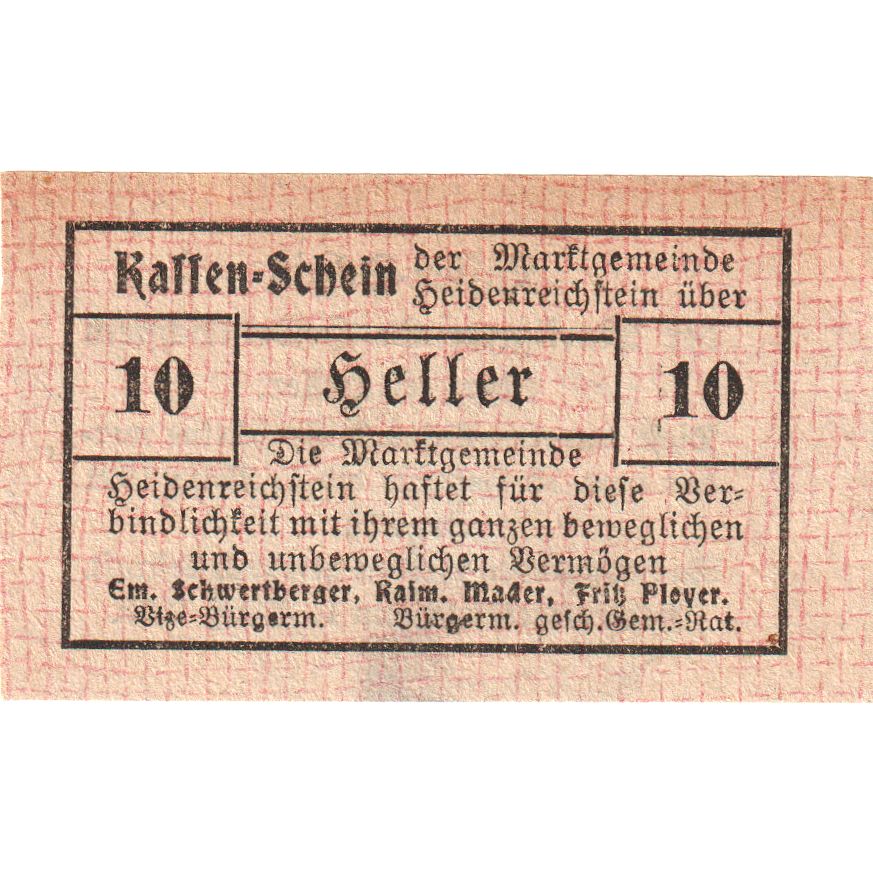 Kassen-Schein der Marktgemeinde
Heidenreichstein über
10 Heller 10
Die Marktgemeinde
Heidenreichstein haftet für diese Ver-
bindlichkeit mit ihrem ganzen beweglichen
und unbeweglichen Vermögen
Em. Schwertberger, Raim. Mader, Fritz Ployer.
Vize-Bürgerm. Bürgerm. gesch. Gem.-Rat.